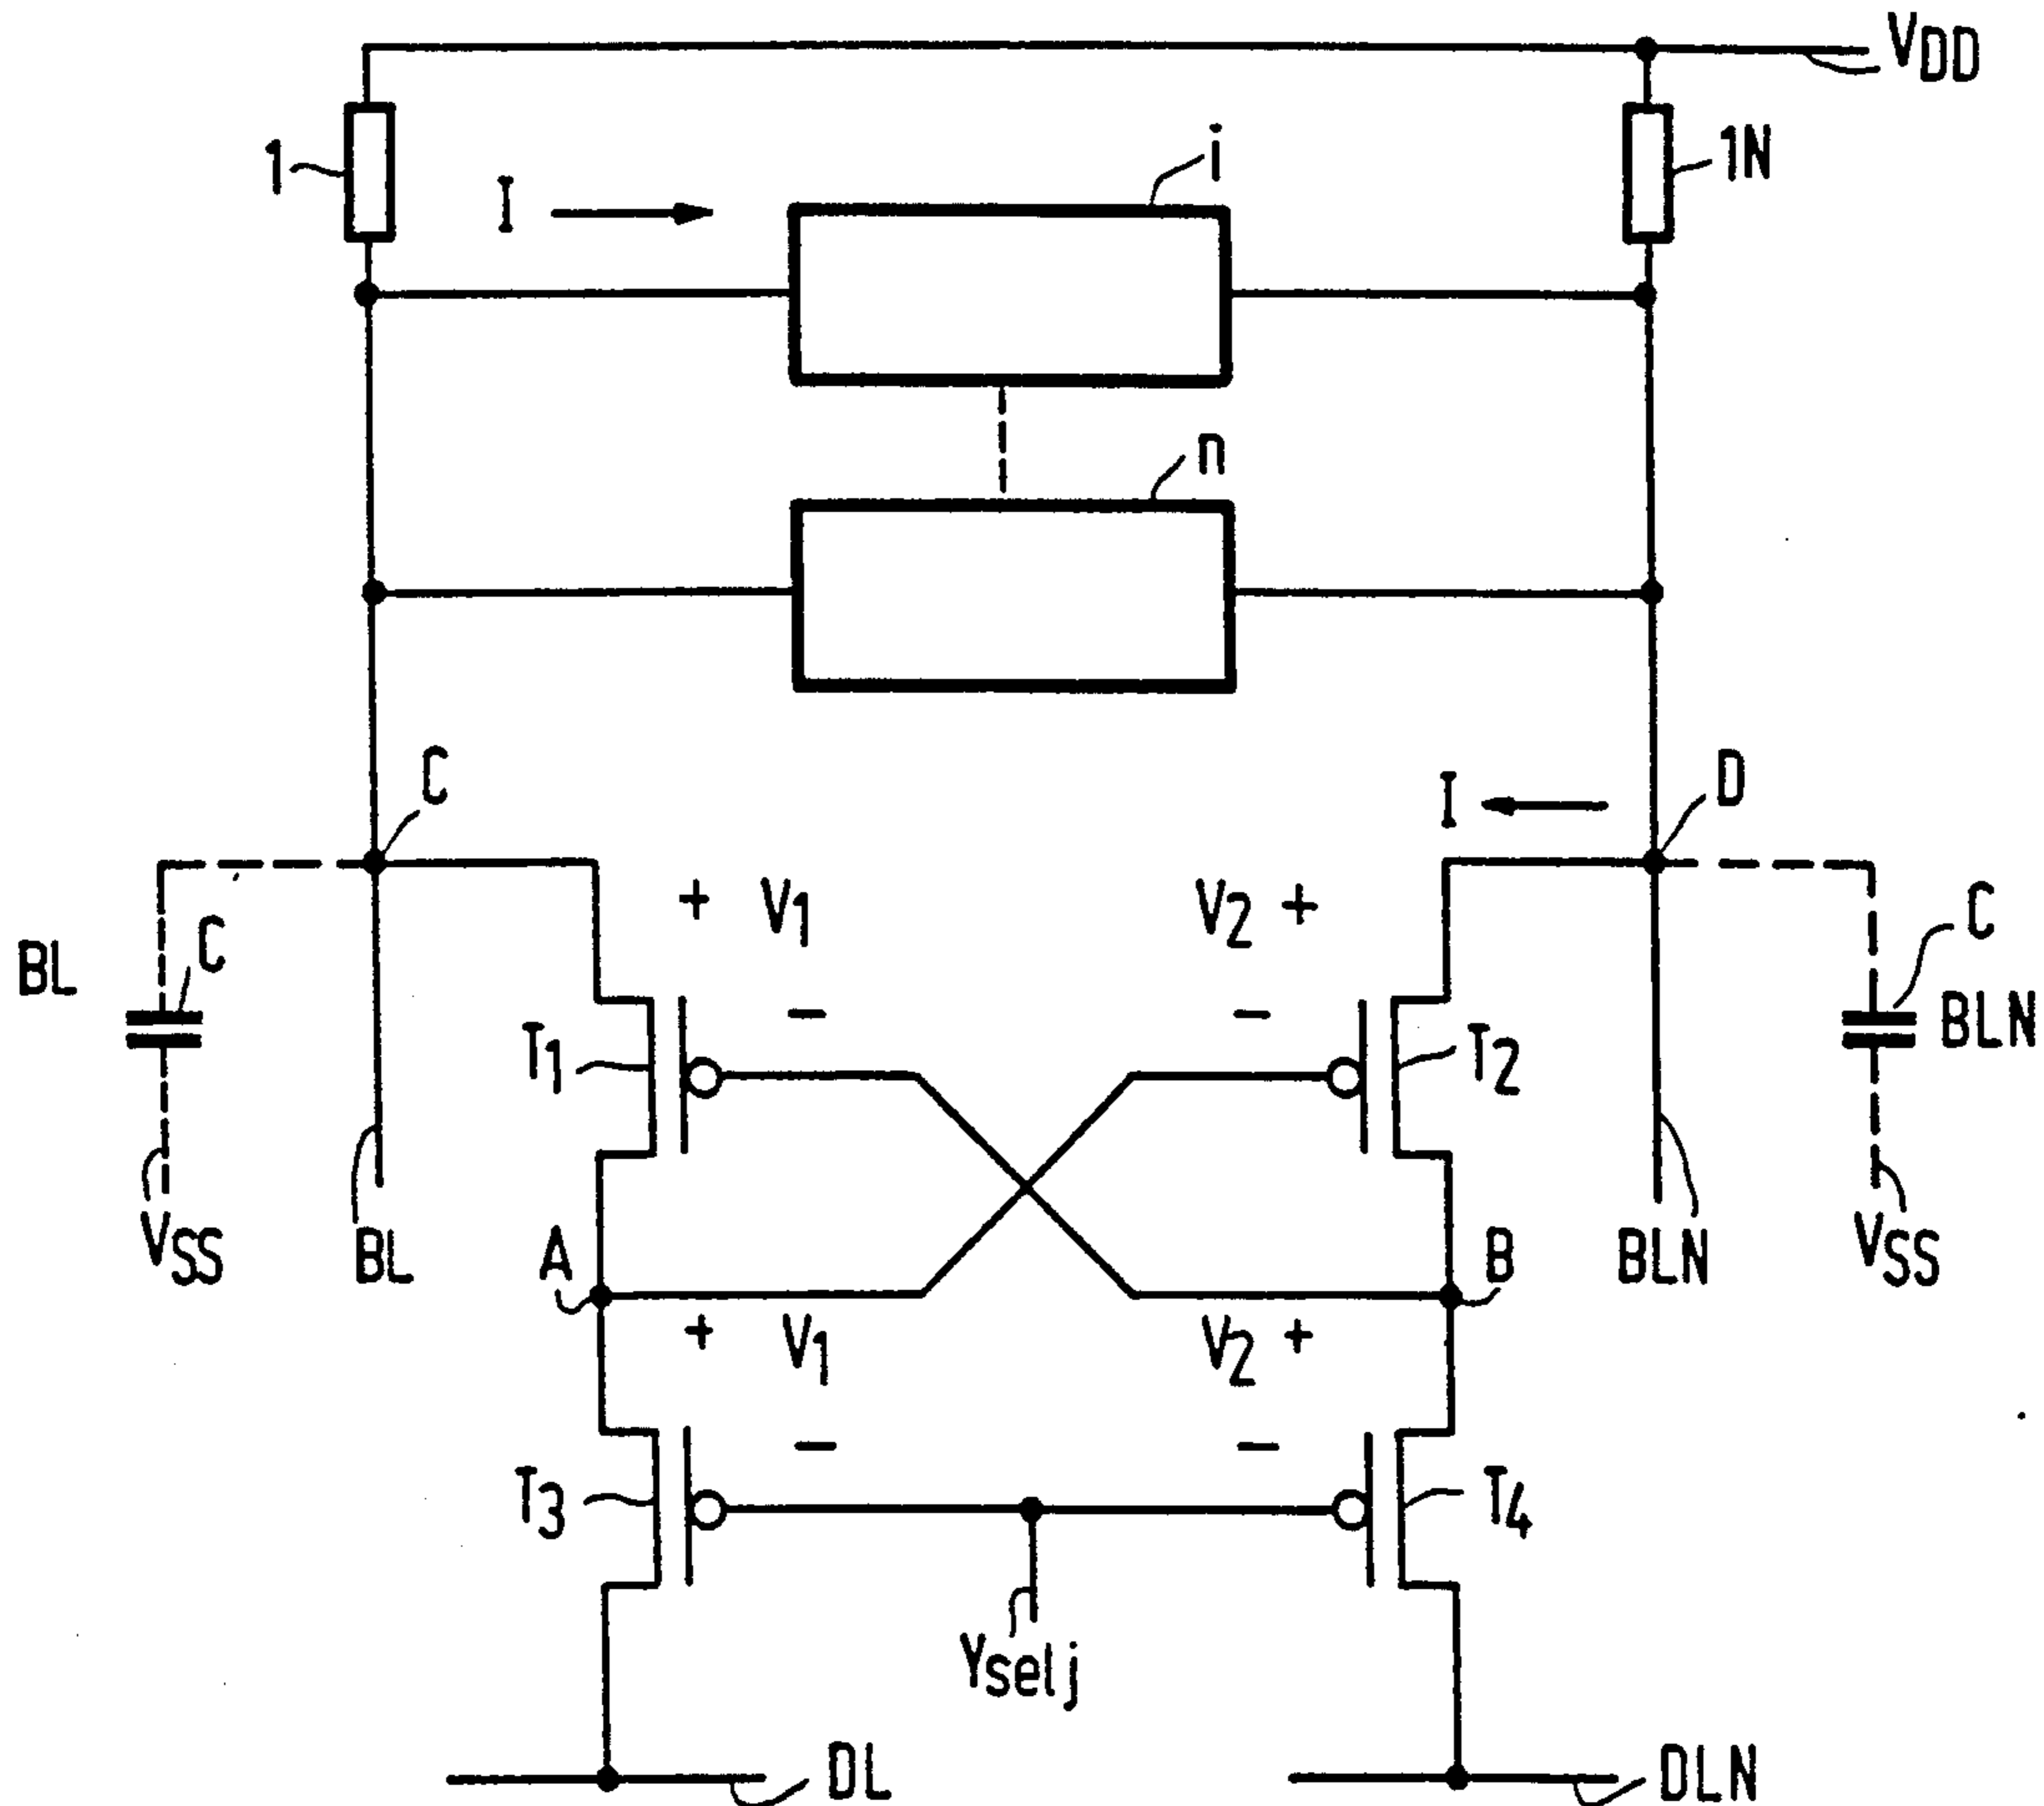 VDD
1
I
i
1N
n
C
I
D
BL
C
+ V1
V2 +
C
BLN
-
-
T1
T2
VSS
BL
A
B
BLN
VSS
+ V1
V2 +
-
-
T3
T4
Yselj
DL
DLN